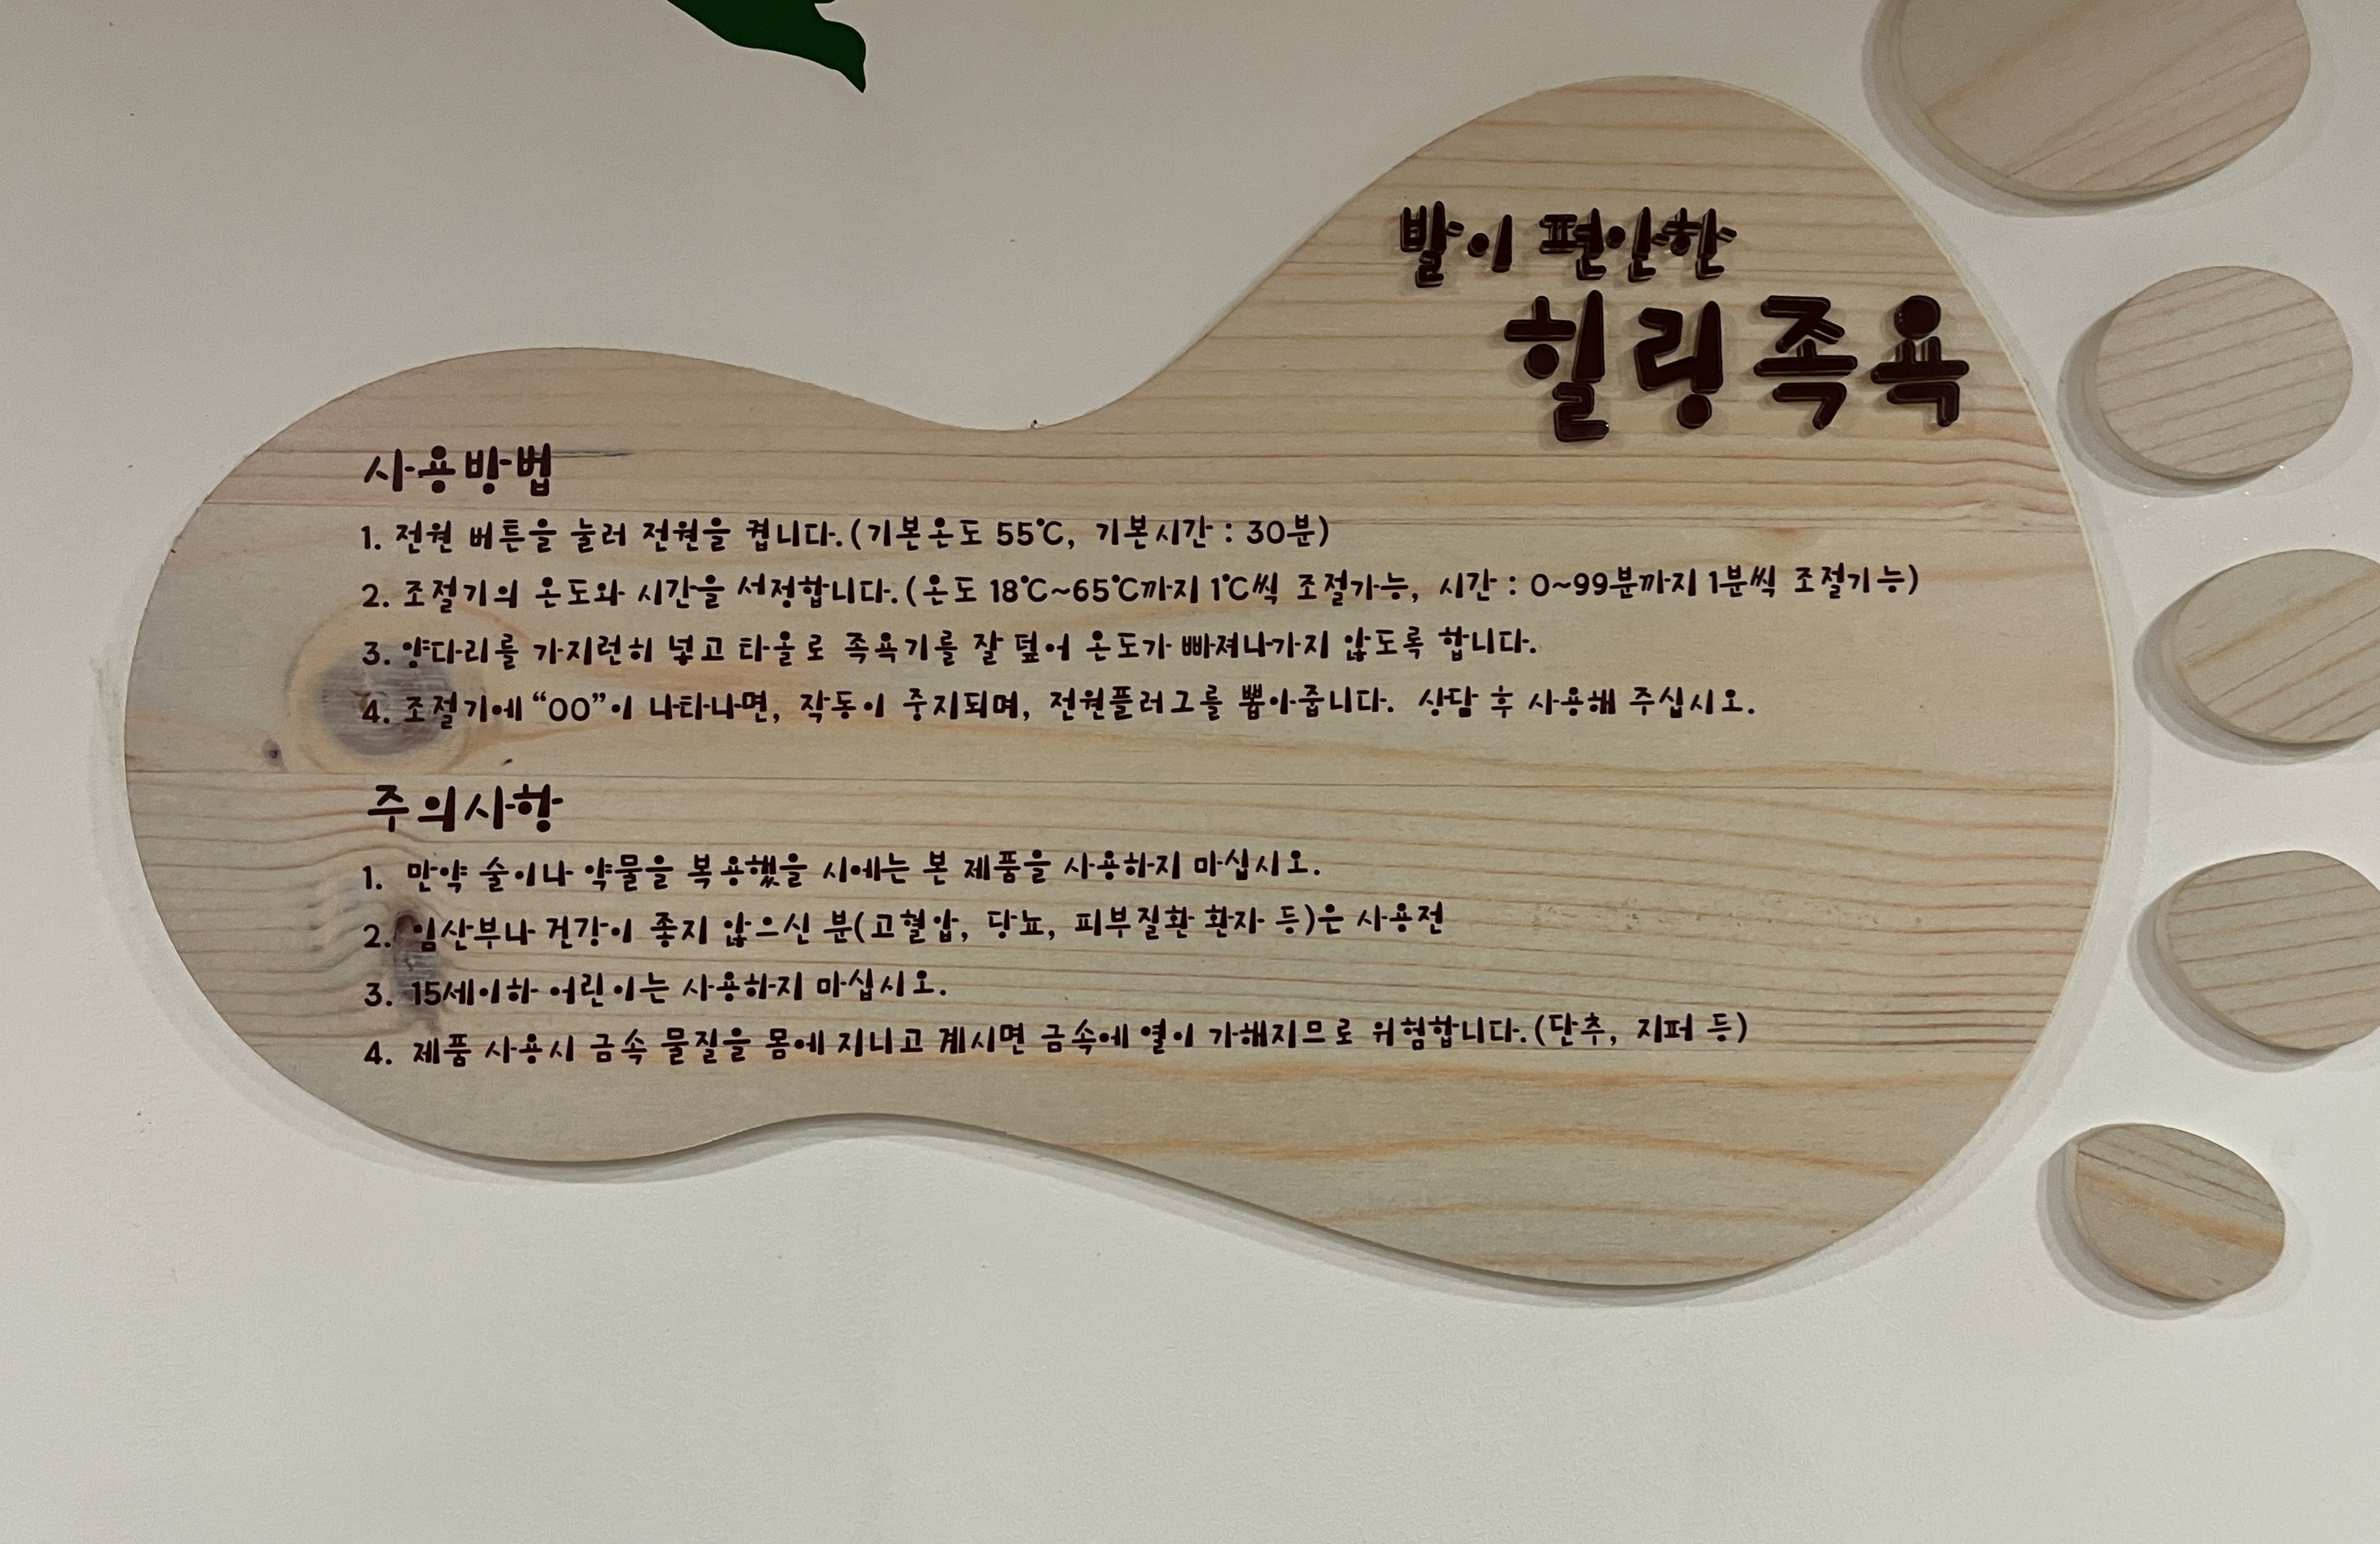 발이 편안한
힐링족욕
사용방법
1. 전원 버튼을 눌러 전원을 켭니다.(기본온도 55℃, 기본시간 : 30분)
2. 조절기의 온도와 시간을 서정합니다.(온도 18℃~65℃까지 1℃씩 조절가능, 시간 : 0~99분까지 1분씩 조절기능)
3. 양다리를 가지런히 넣고 타올로 족욕기를 잘 덮어 온도가 빠져나가지 않도록 합니다.
4. 조절기에 “00”이 나타나면, 작동이 중지되며, 전원플러그를 뽑아줍니다. 상담 후 사용해 주십시오.
주의사항
1. 만약 술이나 약물을 복용했을 시에는 본 제품을 사용하지 마십시오.
2. 임산부나 건강이 좋지 않으신 분(고혈압, 당뇨, 피부질환 환자 등)은 사용전
3. 15세이하 어린이는 사용하지 마십시오.
4. 제품 사용시 금속 물질을 몸에 지니고 계시면 금속에 열이 가해지므로 위험합니다.(단추, 지퍼 등)